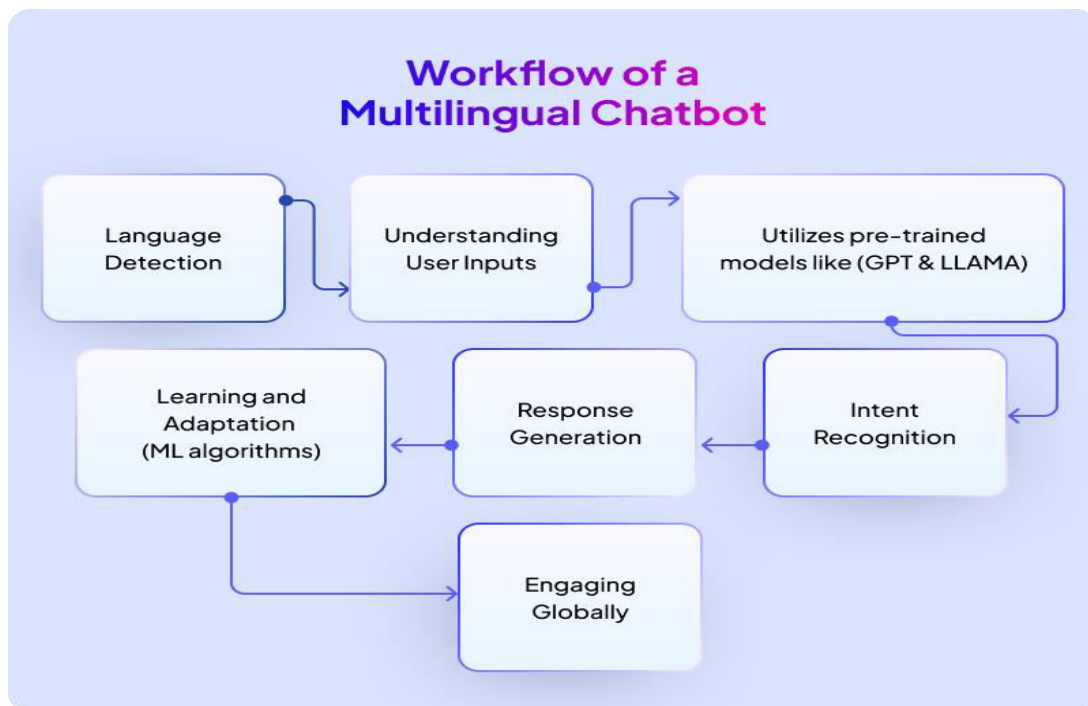 Workflow of a
Multilingual Chatbot
Language
Detection
Understanding
User Inputs
Utilizes pre-trained
models like (GPT & LLAMA)
Intent
Recognition
Response
Generation
Learning and
Adaptation
(ML algorithms)
Engaging
Globally